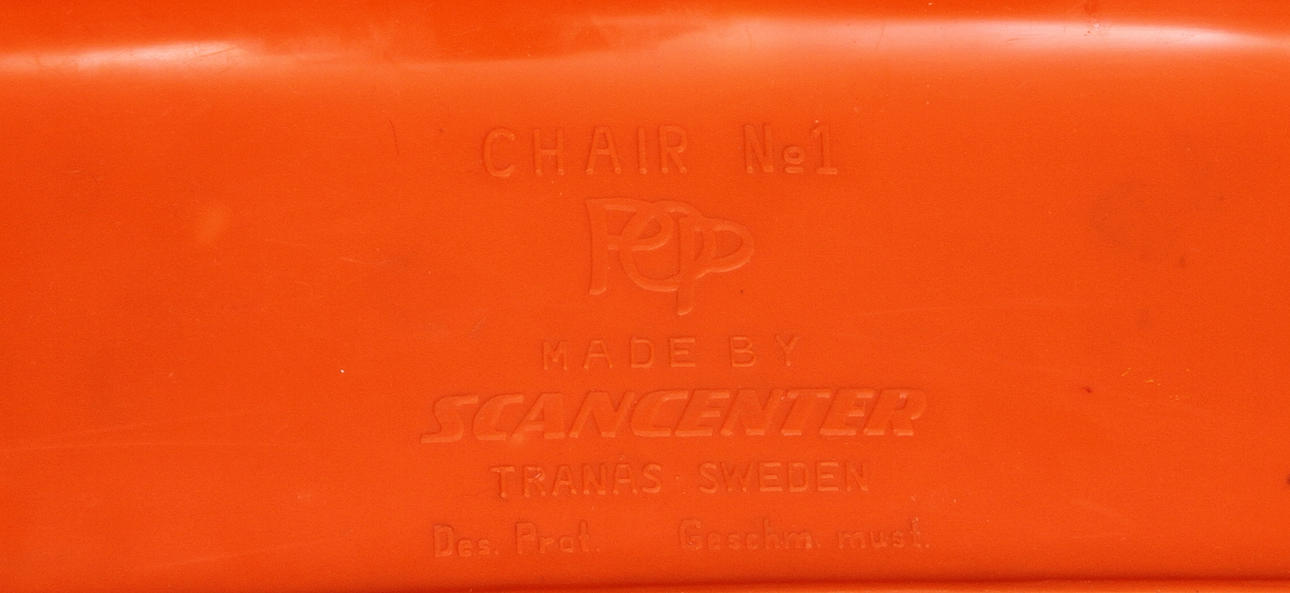 CHAIR No1
Pepp
MADE BY
SCANCENTER
TRANÅS · SWEDEN
Des. Prot. Geschm. must.